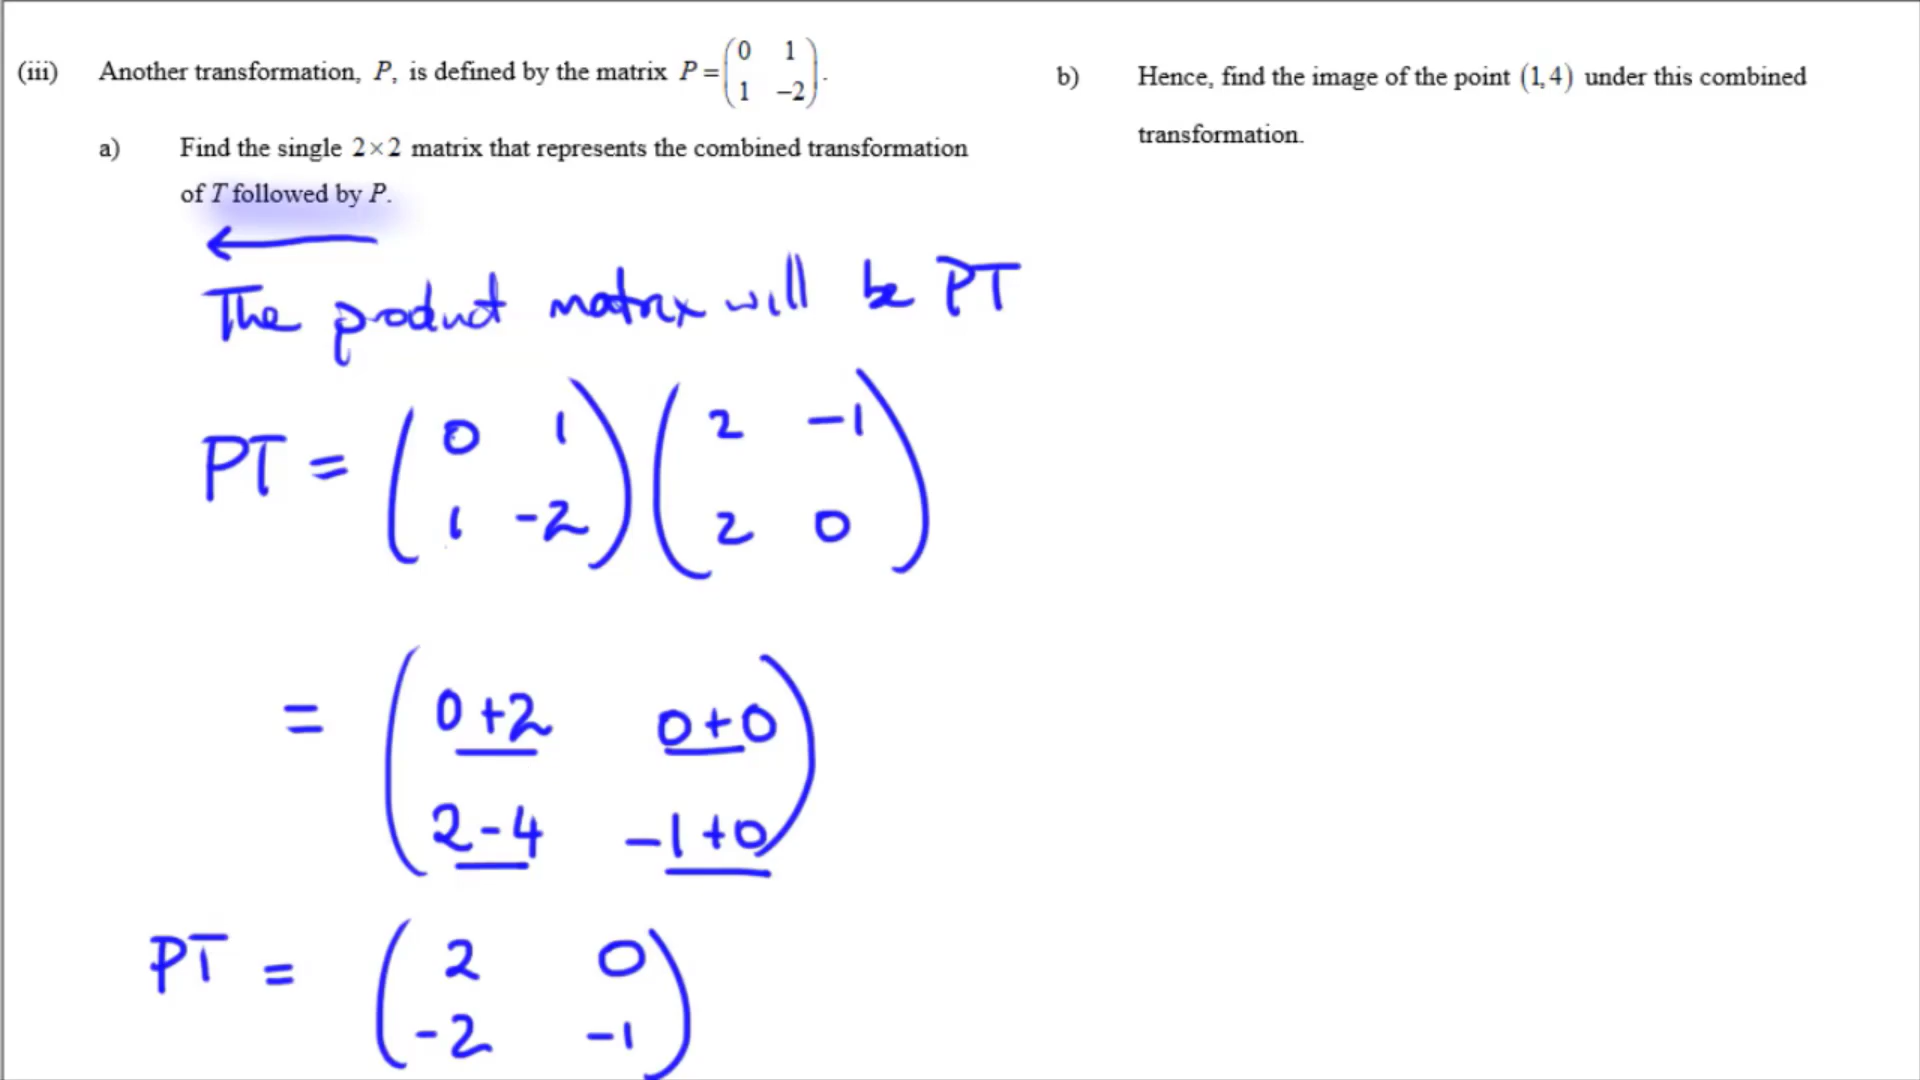 (iii) Another transformation, P, is defined by the matrix P = (0 1
1 -2).
a) Find the single 2×2 matrix that represents the combined transformation
of T followed by P.
The product matrix will be PT
PT = (0 1
1 -2) (2 -1
2 0)
= (0+2 0+0
2-4 -1+0)
PT = (2 0
-2 -1)
b) Hence, find the image of the point (1,4) under this combined
transformation.